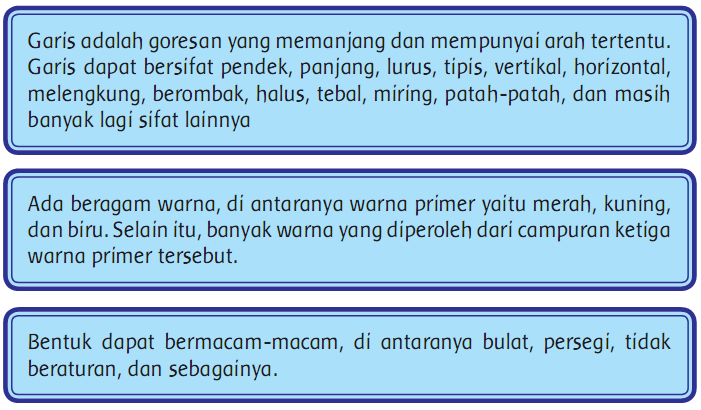 Garis adalah goresan yang memanjang dan mempunyai arah tertentu.
Garis dapat bersifat pendek, panjang, lurus, tipis, vertikal, horizontal,
melengkung, berombak, halus, tebal, miring, patah-patah, dan masih
banyak lagi sifat lainnya
Ada beragam warna, di antaranya warna primer yaitu merah, kuning,
dan biru. Selain itu, banyak warna yang diperoleh dari campuran ketiga
warna primer tersebut.
Bentuk dapat bermacam-macam, di antaranya bulat, persegi, tidak
beraturan, dan sebagainya.